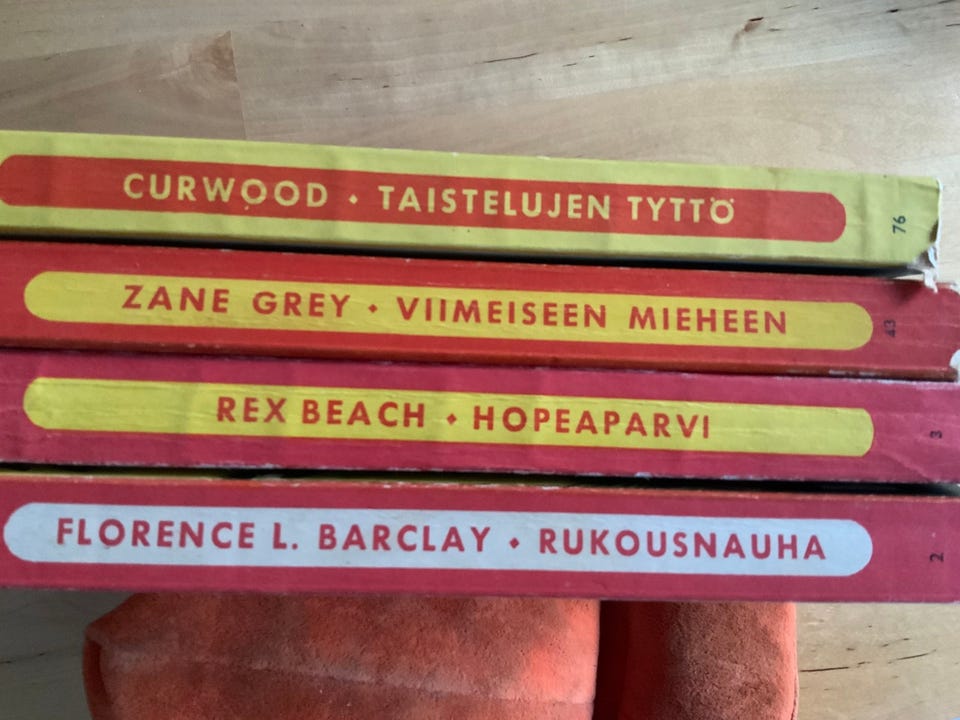 CURWOOD • TAISTELUJEN TYTTÖ 76
ZANE GREY • VIIMEISEEN MIEHEEN 43
REX BEACH • HOPEAPARVI 3
FLORENCE L. BARCLAY • RUKOUSNAUHA 2